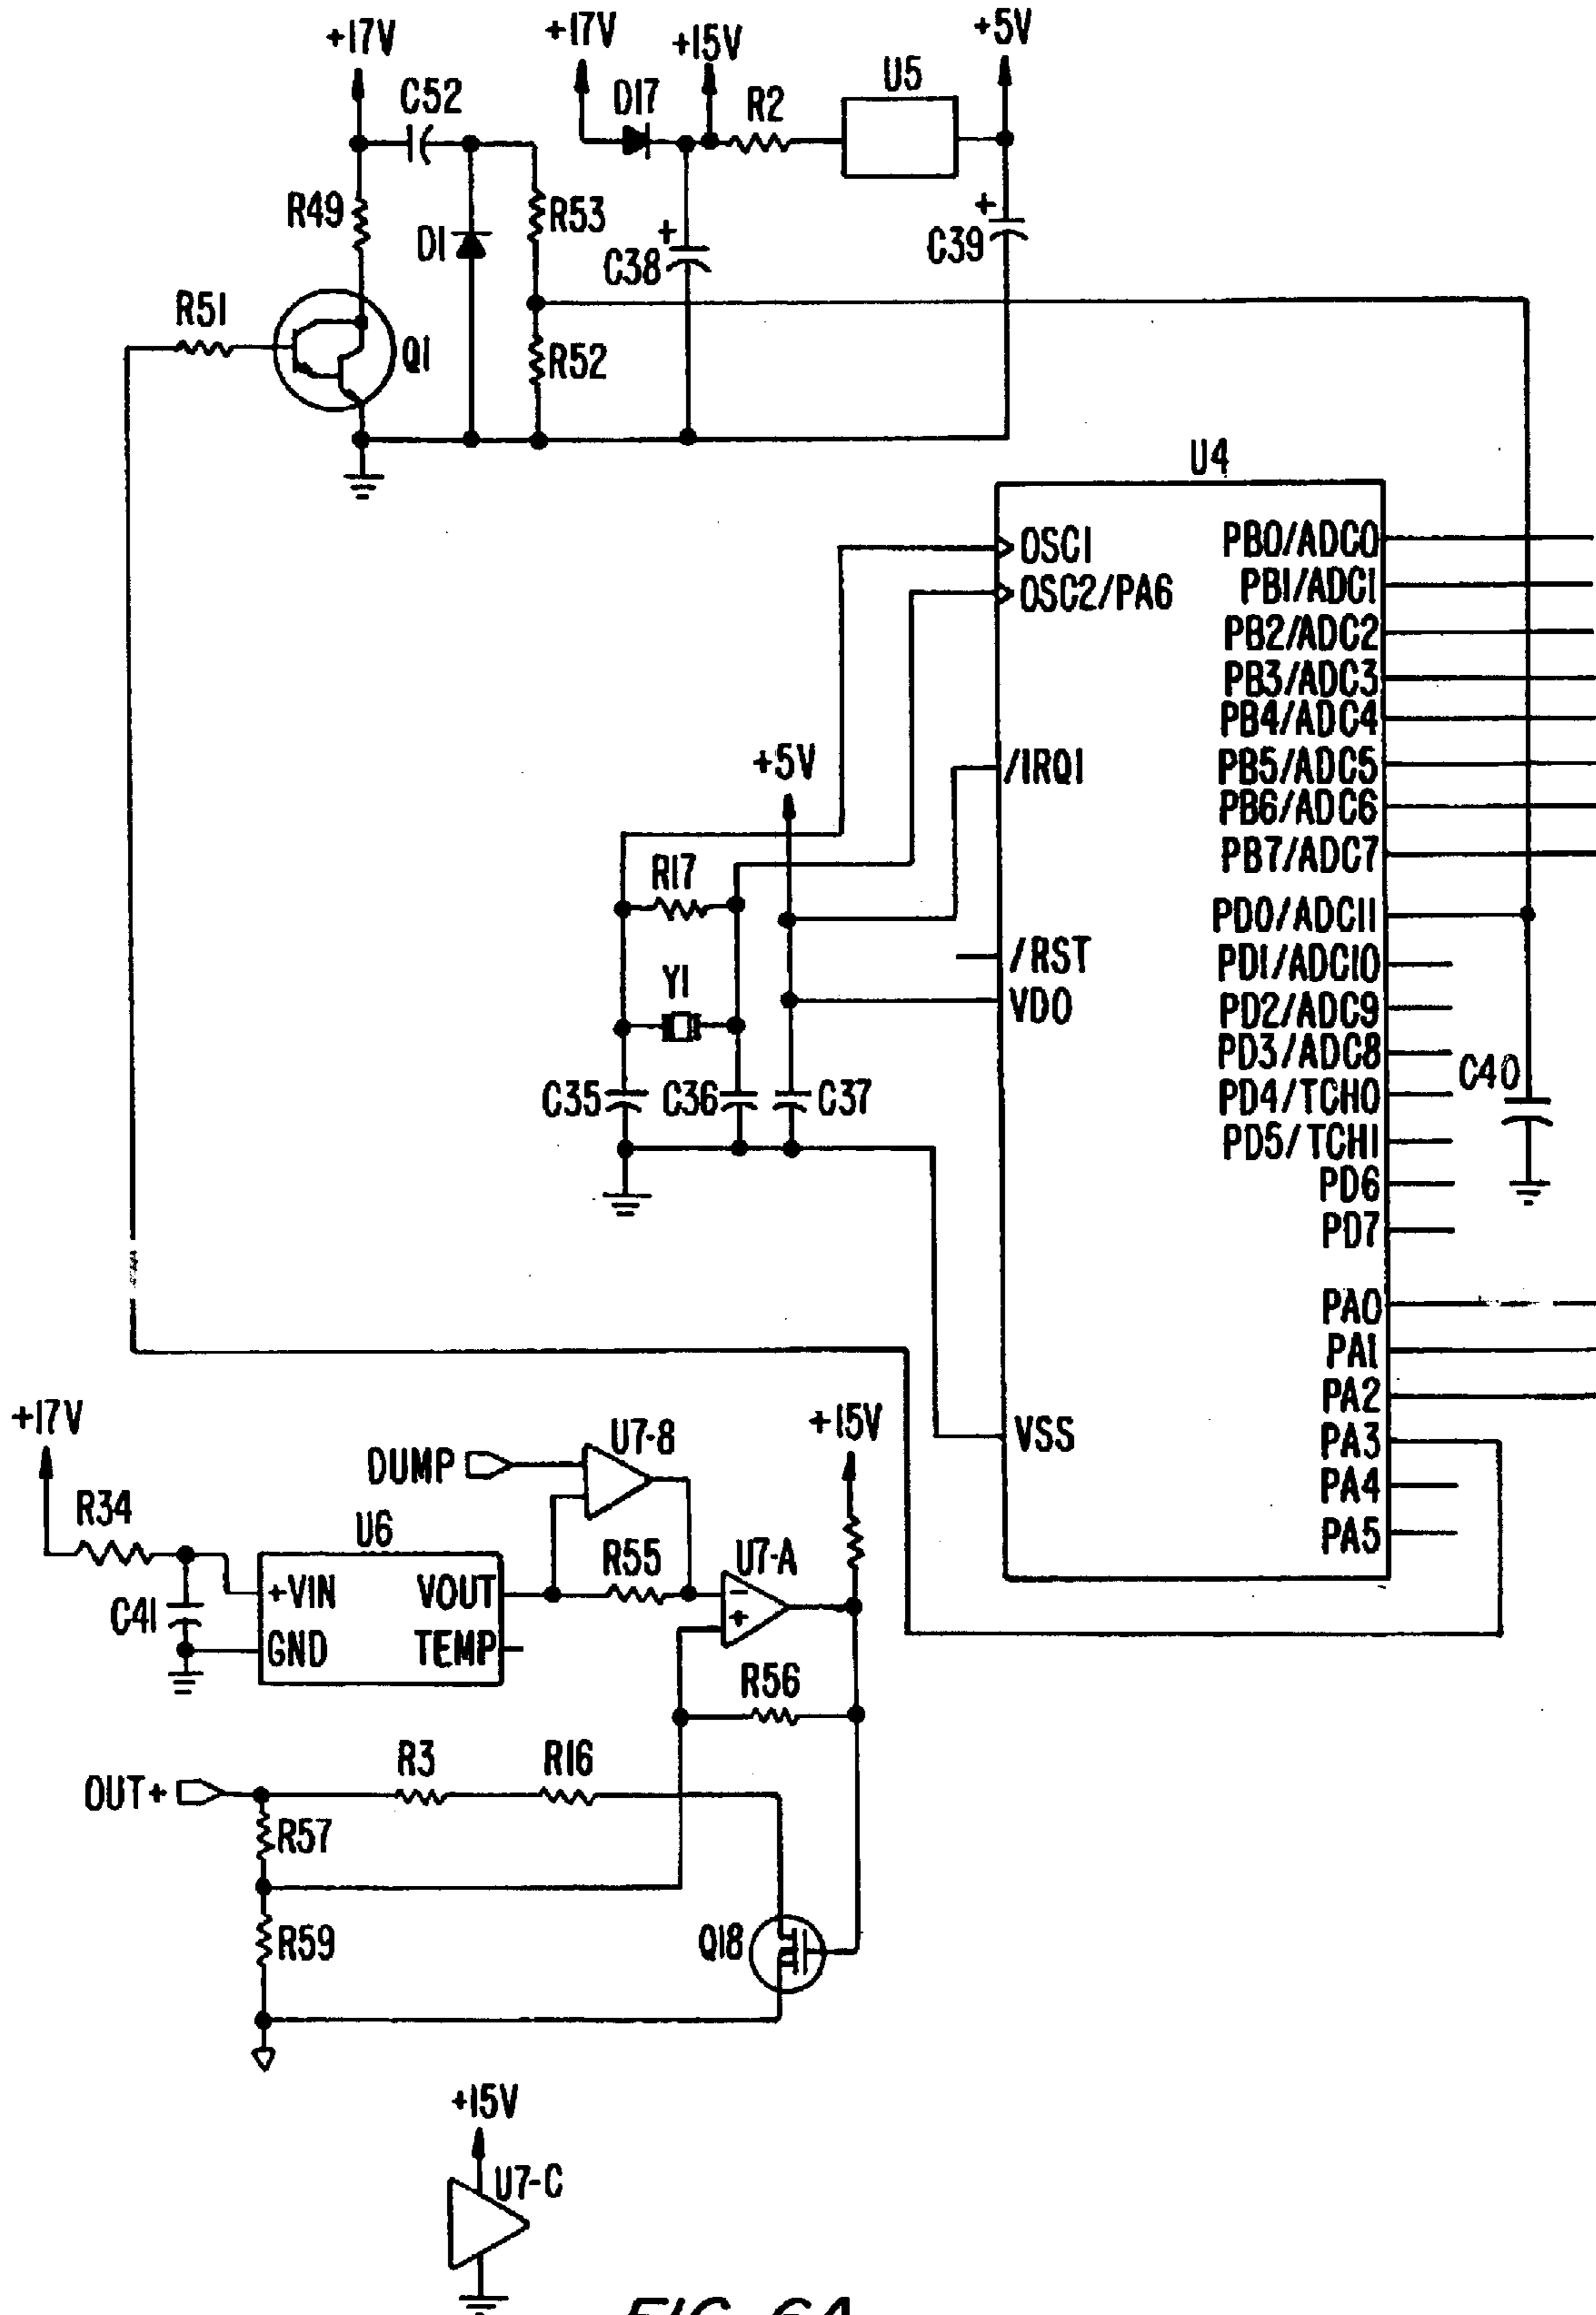 +17V
+17V
+15V
+5V
C52
D17
R2
U5
R49
D1
R53
C38
C39
R51
Q1
R52
U4
OSC1
OSC2/PA6
/IRQ1
/RST
VDO
VSS
PB0/ADC0
PB1/ADC1
PB2/ADC2
PB3/ADC3
PB4/ADC4
PB5/ADC5
PB6/ADC6
PB7/ADC7
PD0/ADC11
PD1/ADC10
PD2/ADC9
PD3/ADC8
PD4/TCH0
PD5/TCH1
PD6
PD7
PA0
PA1
PA2
PA3
PA4
PA5
C40
+5V
R17
Y1
C35
C36
C37
+17V
R34
C41
U6
+VIN
VOUT
GND
TEMP
DUMP
U7-8
R55
U7-A
-
+
+15V
R56
OUT+
R3
R16
R57
R59
Q18
+15V
U7-C
FIG. 6A